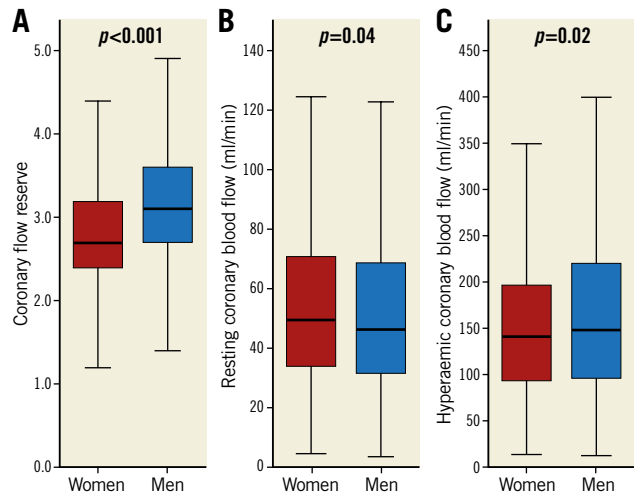 A
p<0.001
Coronary flow reserve
5.0
4.0
3.0
2.0
1.0
0.0
Women Men
B
p=0.04
Resting coronary blood flow (ml/min)
140
120
100
80
60
40
20
0
Women Men
C
p=0.02
Hyperaemic coronary blood flow (ml/min)
450
400
350
300
250
200
150
100
50
0
Women Men